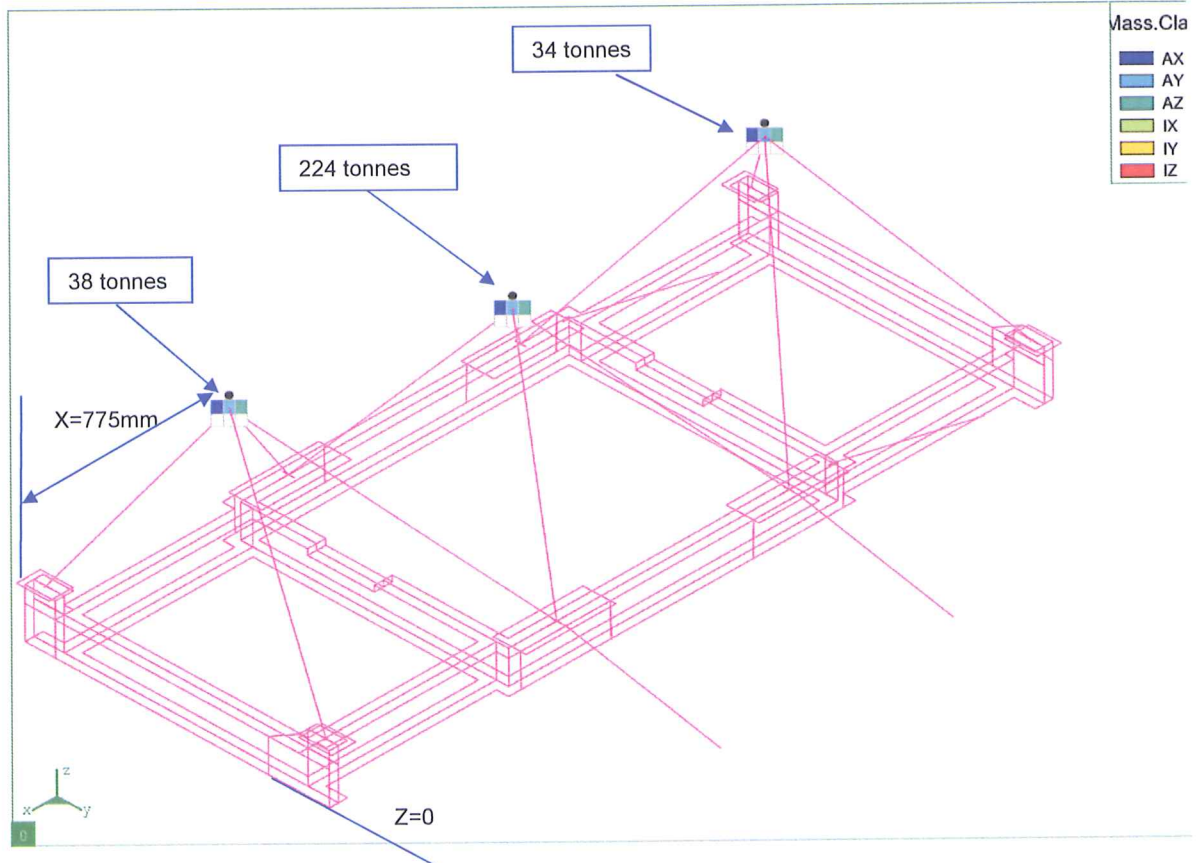 34 tonnes
Mass.Cla
AX
AY
AZ
IX
IY
IZ
224 tonnes
38 tonnes
X=775mm
z
x
y
0
Z=0